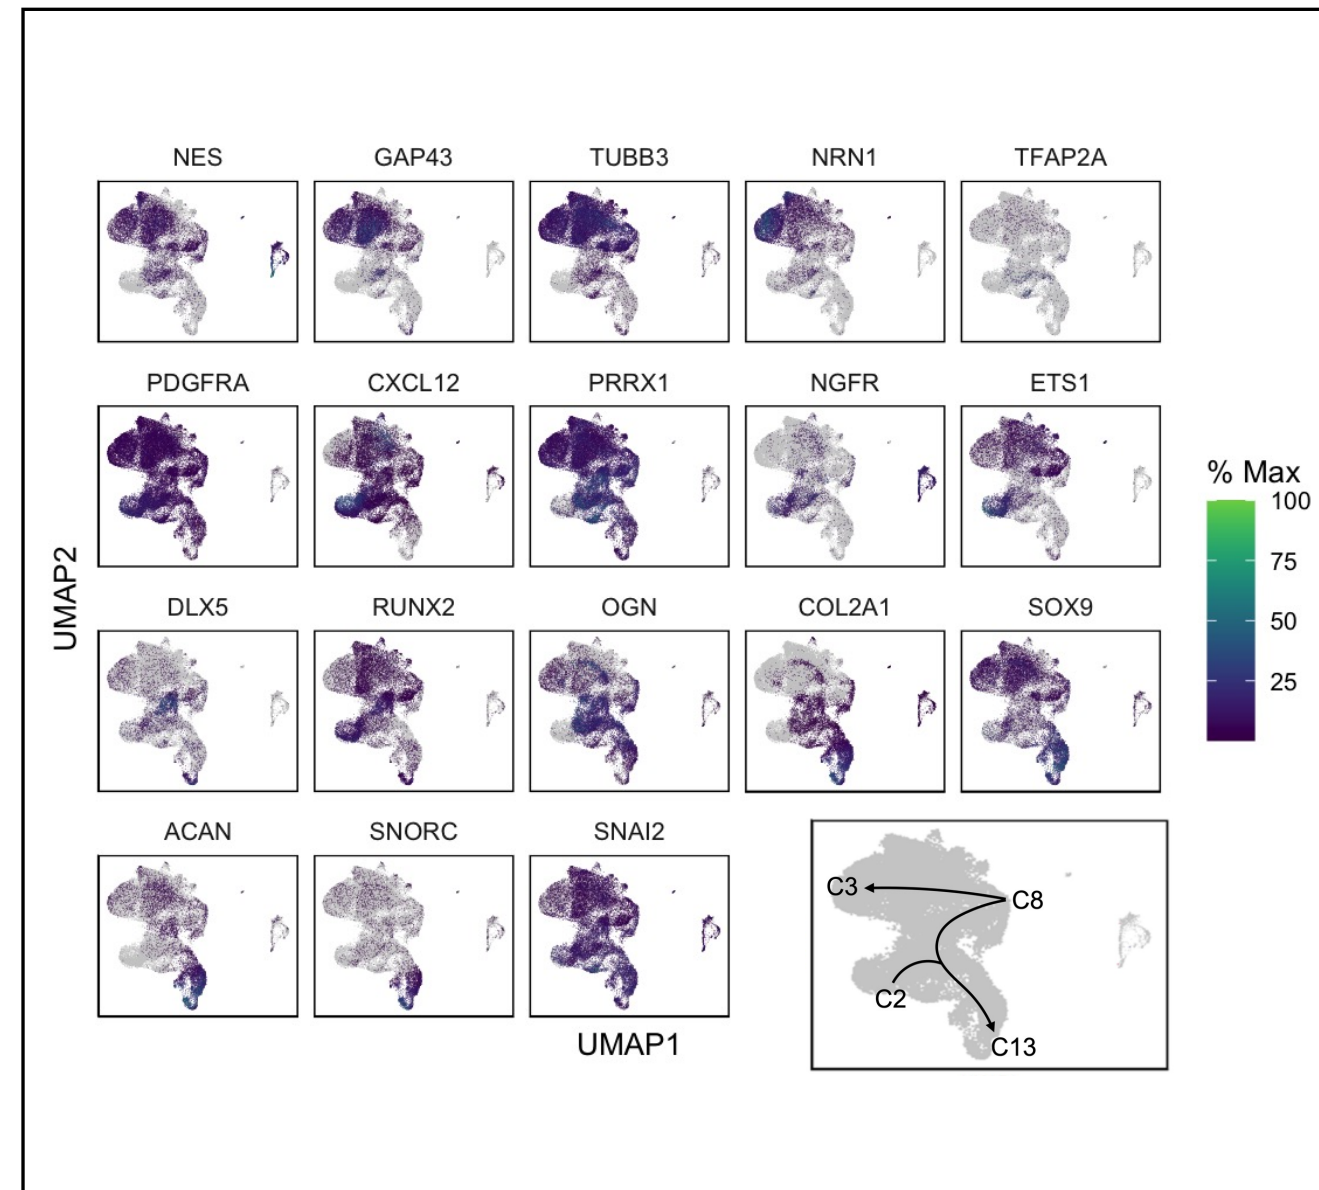 NES GAP43 TUBB3 NRN1 TFAP2A
PDGFRA CXCL12 PRRX1 NGFR ETS1
% Max
100
75
50
25
UMAP2
DLX5 RUNX2 OGN COL2A1 SOX9
ACAN SNORC SNAI2
C3
C8
C2
C13
UMAP1